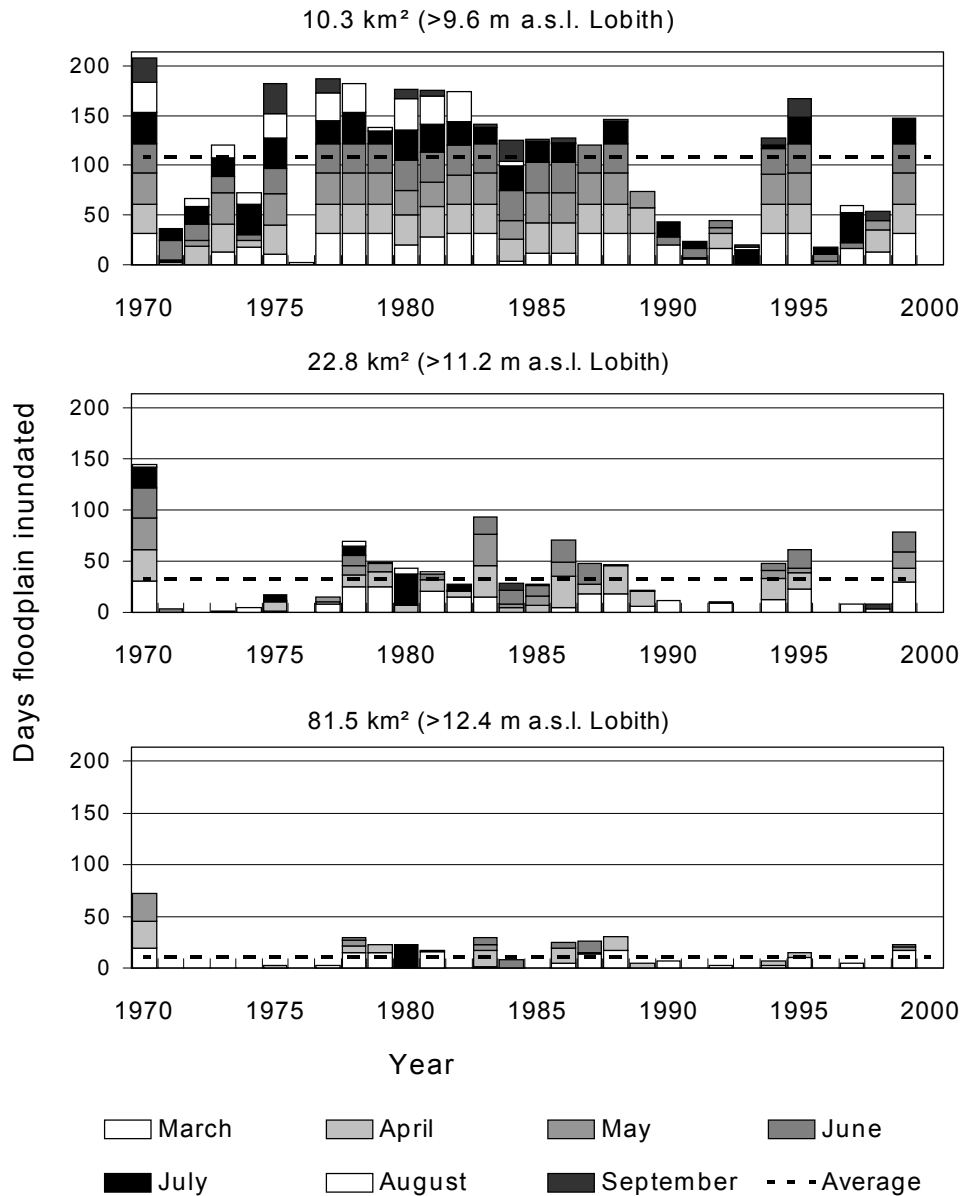 10.3 km² (>9.6 m a.s.l. Lobith)
200
150
100
50
0
1970 1975 1980 1985 1990 1995 2000
22.8 km² (>11.2 m a.s.l. Lobith)
200
150
100
50
0
1970 1975 1980 1985 1990 1995 2000
Days floodplain inundated
81.5 km² (>12.4 m a.s.l. Lobith)
200
150
100
50
0
1970 1975 1980 1985 1990 1995 2000
Year
March April May June
July August September Average